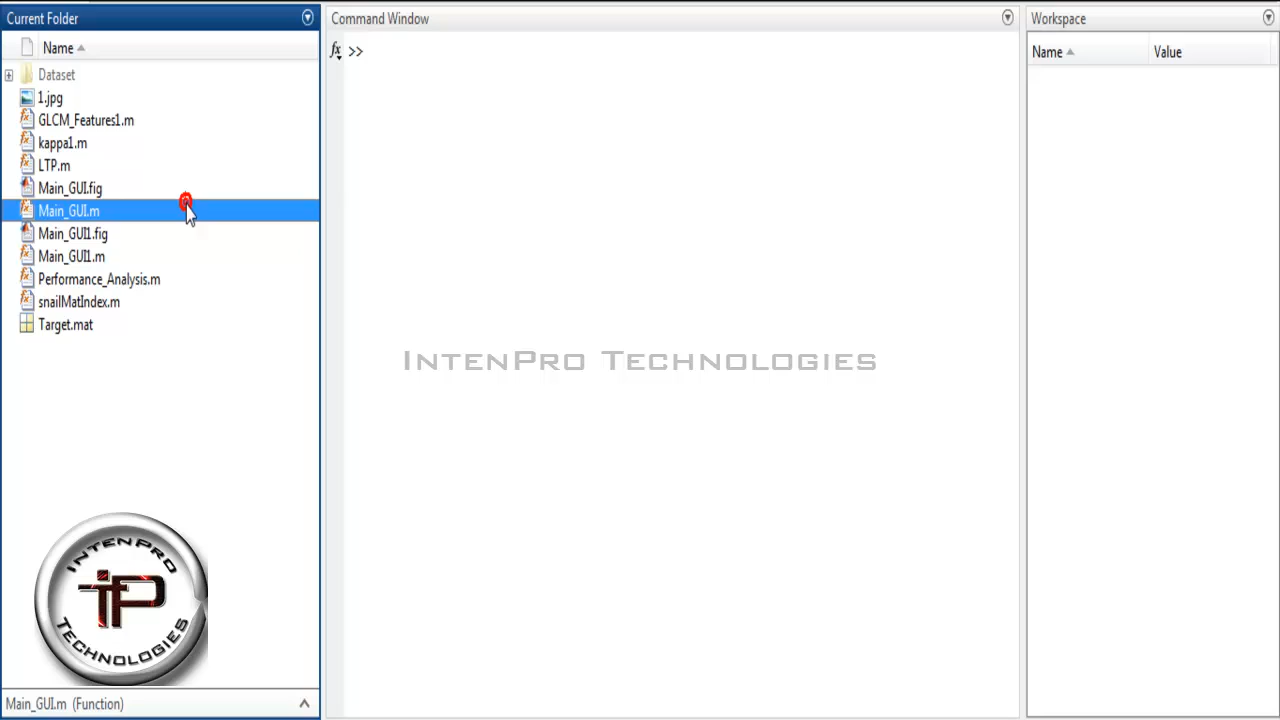 Current Folder
Name
Dataset
1.jpg
GLCM_Features1.m
kappa1.m
LTP.m
Main_GUI.fig
Main_GUI.m
Main_GUI1.fig
Main_GUI1.m
Performance_Analysis.m
snailMatIndex.m
Target.mat
INTENPRO
iP
TECHNOLOGIES
Main_GUI.m (Function)
Command Window
fx >>
INTENPRO TECHNOLOGIES
Workspace
Name Value